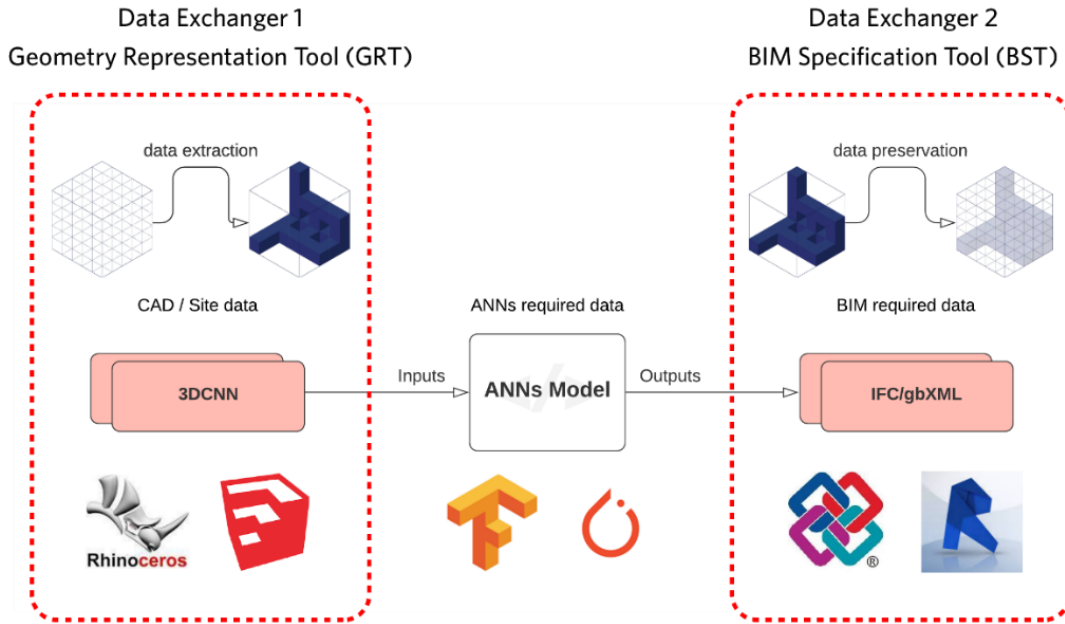 Data Exchanger 1
Geometry Representation Tool (GRT)
Data Exchanger 2
BIM Specification Tool (BST)
data extraction
data preservation
CAD / Site data
ANNs required data
BIM required data
3DCNN
Inputs
ANNs Model
Outputs
IFC/gbXML
Rhinoceros
®